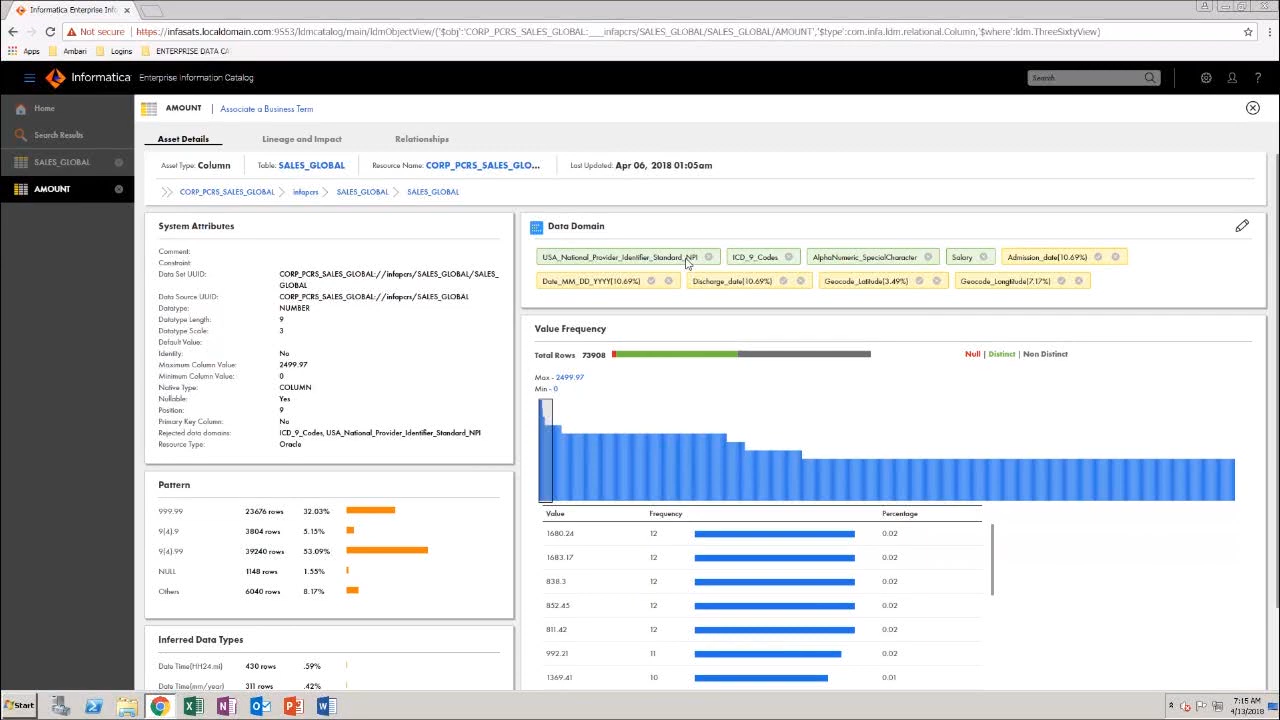 Informatica Enterprise Info
Not secure | https://infasats.localdomain.com:9553/ldmcatalog/main/ldmObjectView/('$obj':'CORP_PCRS_SALES_GLOBAL:___infapcrs/SALES_GLOBAL/SALES_GLOBAL/AMOUNT','$type':com.infa.ldm.relational.Column,'$where':ldm.ThreeSixtyView)
Apps Ambari Logins ENTERPRISE DATA CA
Informatica Enterprise Information Catalog Search ?
Home
Search Results
SALES_GLOBAL
AMOUNT
AMOUNT | Associate a Business Term
Asset Details Lineage and Impact Relationships
Asset Type: Column Table: SALES_GLOBAL Resource Name: CORP_PCRS_SALES_GLO... Last Updated: Apr 06, 2018 01:05am
CORP_PCRS_SALES_GLOBAL infapcrs SALES_GLOBAL SALES_GLOBAL
System Attributes
Comment:
Constraint:
Data Set UUID: CORP_PCRS_SALES_GLOBAL://infapcrs/SALES_GLOBAL/SALES_
GLOBAL
Data Source UUID: CORP_PCRS_SALES_GLOBAL://infapcrs/SALES_GLOBAL
Datatype: NUMBER
Datatype Length: 9
Datatype Scale: 3
Default Value:
Identity: No
Maximum Column Value: 2499.97
Minimum Column Value: 0
Native Type: COLUMN
Nullable: Yes
Position: 9
Primary Key Column: No
Rejected data domains: ICD_9_Codes, USA_National_Provider_Identifier_Standard_NPI
Resource Type: Oracle
Pattern
999.99 23676 rows 32.03%
9(4).9 3804 rows 5.15%
9(4).99 39240 rows 53.09%
NULL 1148 rows 1.55%
Others 6040 rows 8.17%
Inferred Data Types
Date Time(HH24.mi) 430 rows .59%
Date Time(mm/year) 311 rows .42%
Data Domain
USA_National_Provider_Identifier_Standard_NPI ICD_9_Codes AlphaNumeric_SpecialCharacter Salary Admission_date(10.69%)
Date_MM_DD_YYYY(10.69%) Discharge_date(10.69%) Geocode_Latitude(3.49%) Geocode_Longtitude(7.17%)
Value Frequency
Total Rows 73908 Null | Distinct | Non Distinct
Max - 2499.97
Min - 0
Value Frequency Percentage
1680.24 12 0.02
1683.17 12 0.02
838.3 12 0.02
852.45 12 0.02
811.42 12 0.02
992.21 11 0.02
1369.41 10 0.01
Start 7:15 AM
4/13/2018